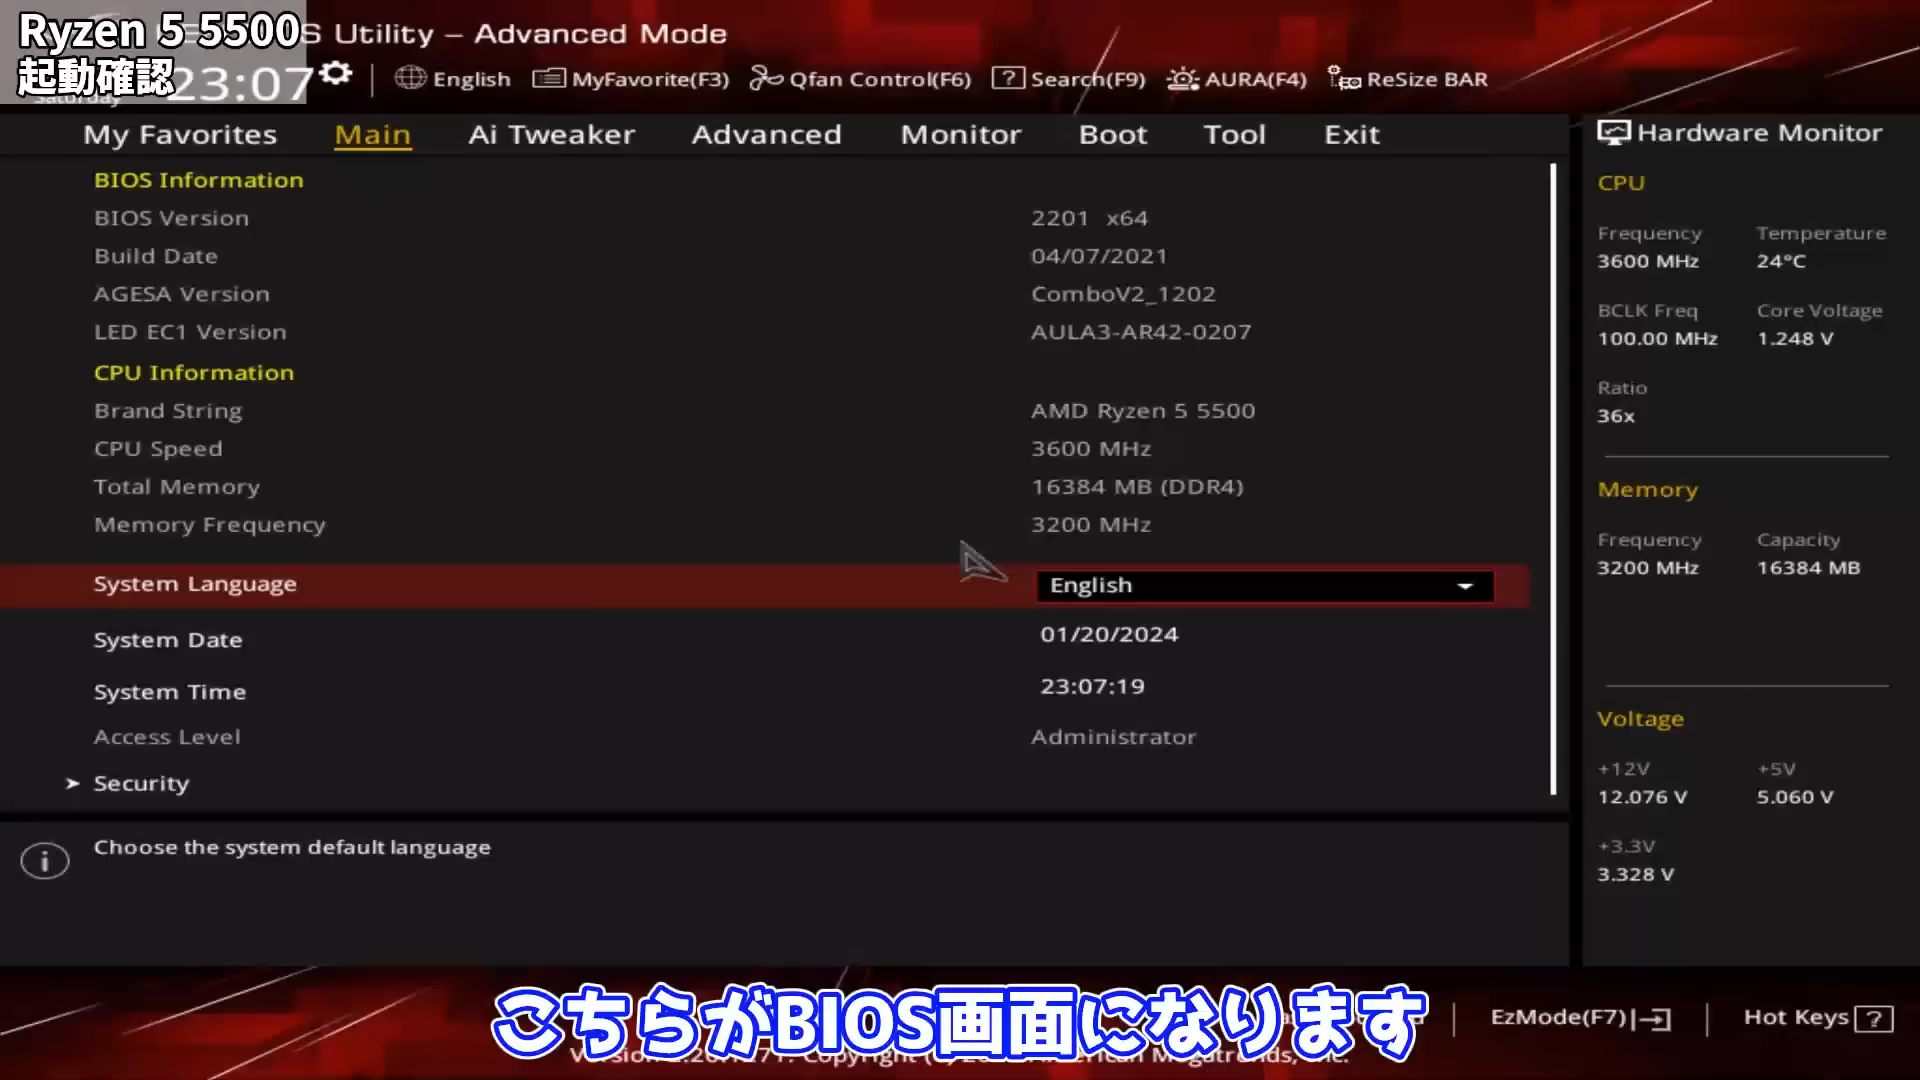 Ryzen 5 5500
起動確認
S Utility – Advanced Mode
Saturday
23:07
English
MyFavorite(F3)
Qfan Control(F6)
? Search(F9)
AURA(F4)
ReSize BAR
My Favorites
Main
Ai Tweaker
Advanced
Monitor
Boot
Tool
Exit
BIOS Information
BIOS Version 2201 x64
Build Date 04/07/2021
AGESA Version ComboV2_1202
LED EC1 Version AULA3-AR42-0207
CPU Information
Brand String AMD Ryzen 5 5500
CPU Speed 3600 MHz
Total Memory 16384 MB (DDR4)
Memory Frequency 3200 MHz
System Language English
System Date 01/20/2024
System Time 23:07:19
Access Level Administrator
Security
Choose the system default language
Hardware Monitor
CPU
Frequency Temperature
3600 MHz 24°C
BCLK Freq Core Voltage
100.00 MHz 1.248 V
Ratio
36x
Memory
Frequency Capacity
3200 MHz 16384 MB
Voltage
+12V +5V
12.076 V 5.060 V
+3.3V
3.328 V
こちらがBIOS画面になります
EzMode(F7)
Hot Keys ?